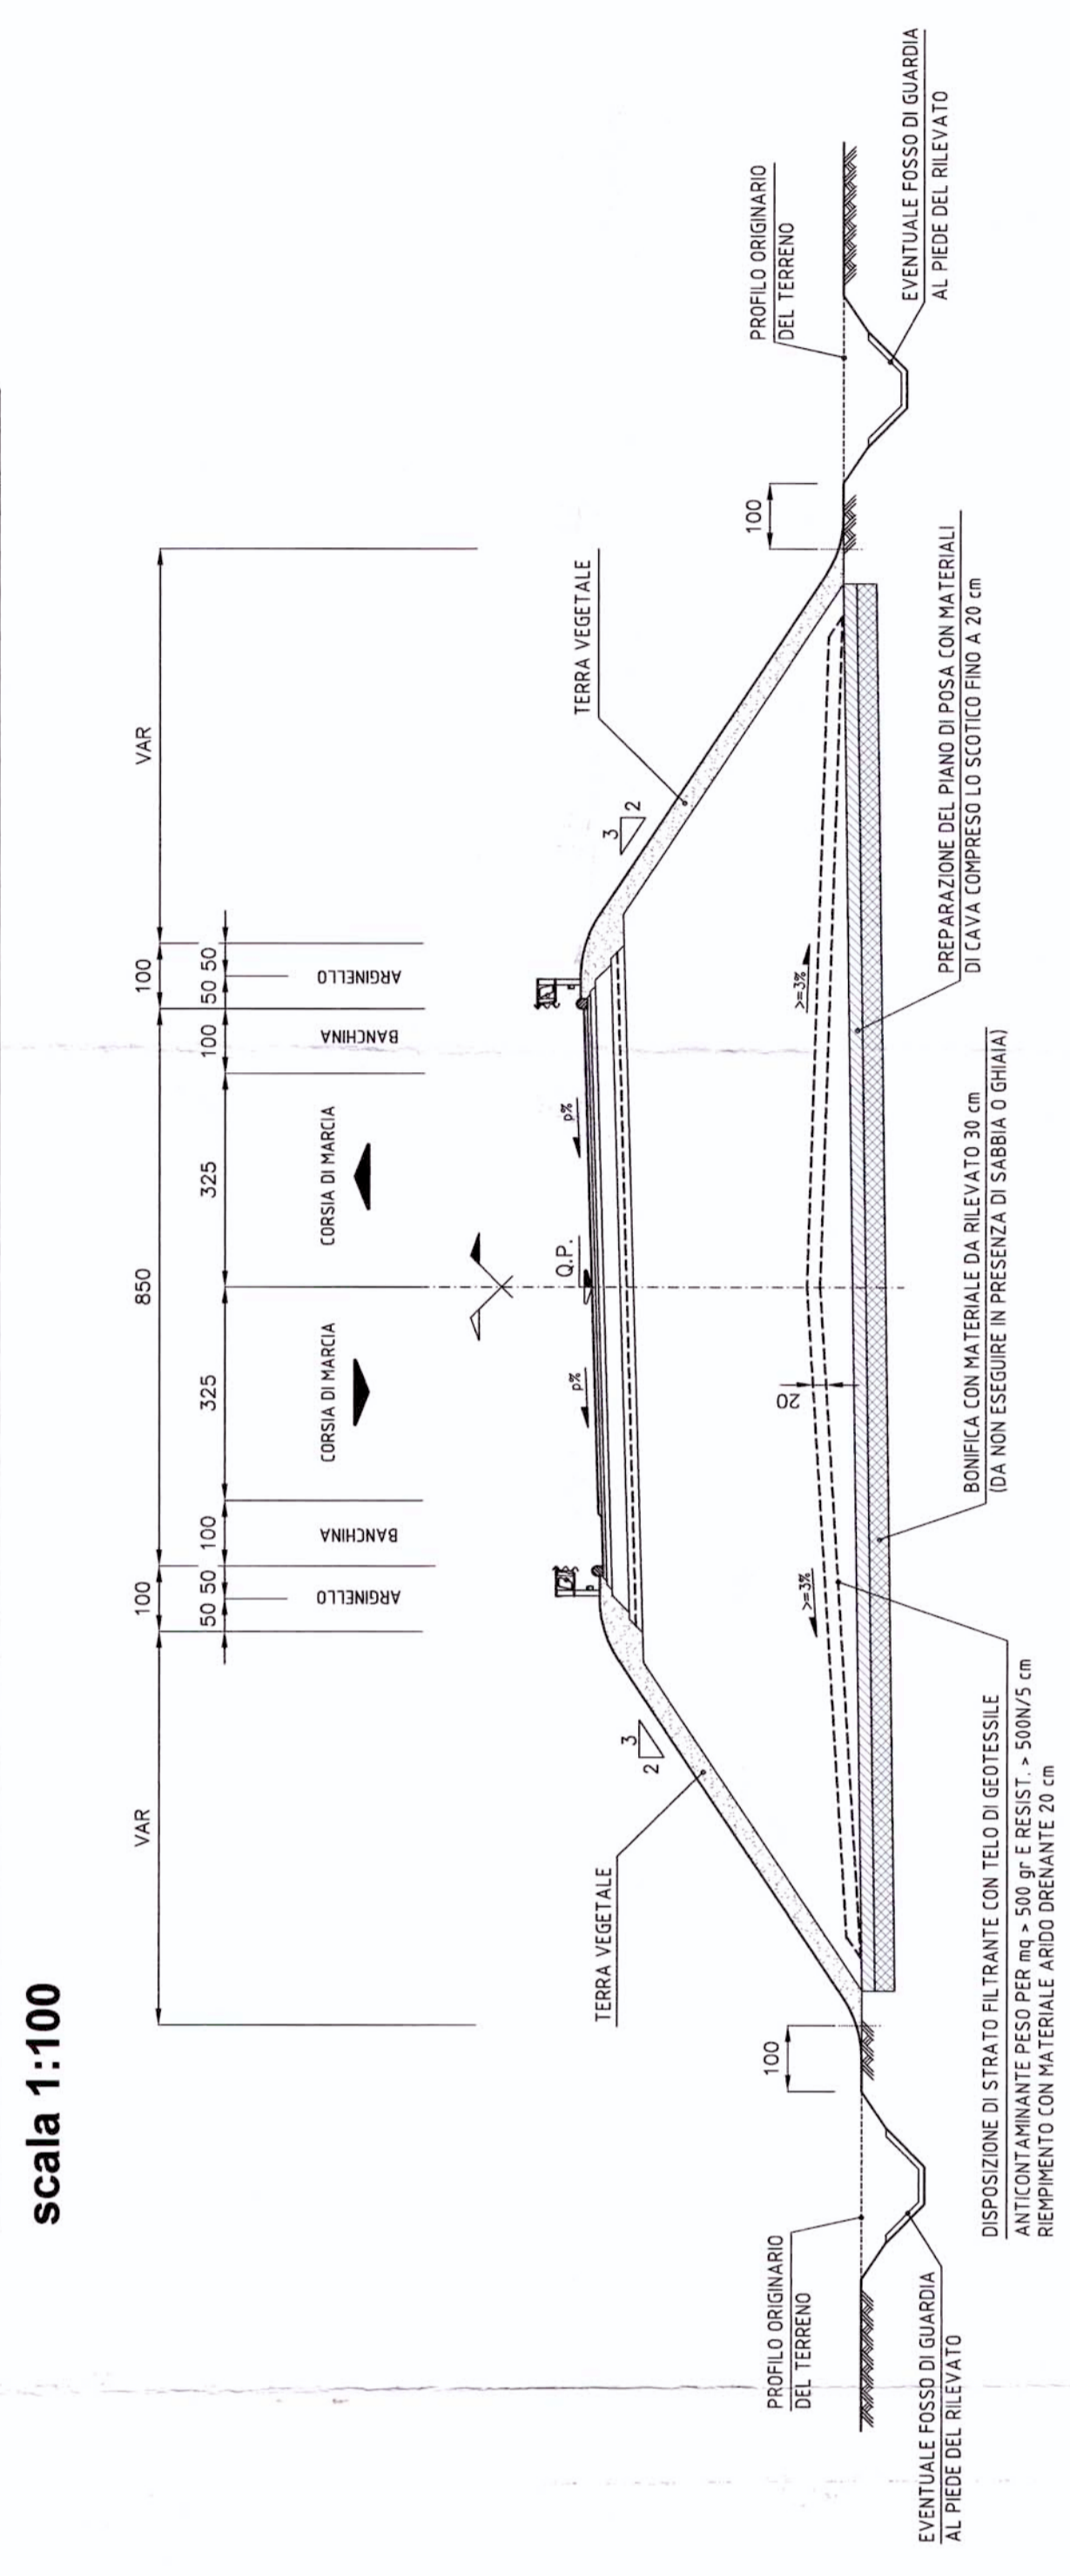 scala 1:100
VAR
100
850
100
VAR
50 50
100
325
325
100
50 50
ARGINELLO
BANCHINA
CORSIA DI MARCIA
CORSIA DI MARCIA
BANCHINA
ARGINELLO
Q.P.
p%
p%
TERRA VEGETALE
3
2
TERRA VEGETALE
3
2
100
100
20
>=3%
>=3%
PROFILO ORIGINARIO
DEL TERRENO
PROFILO ORIGINARIO
DEL TERRENO
EVENTUALE FOSSO DI GUARDIA
AL PIEDE DEL RILEVATO
DISPOSIZIONE DI STRATO FILTRANTE CON TELO DI GEOTESSILE
ANTICONTAMINANTE PESO PER mq > 500 gr E RESIST. > 500N/5 cm
RIEMPIMENTO CON MATERIALE ARIDO DRENANTE 20 cm
BONIFICA CON MATERIALE DA RILEVATO 30 cm
(DA NON ESEGUIRE IN PRESENZA DI SABBIA O GHIAIA)
PREPARAZIONE DEL PIANO DI POSA CON MATERIALI
DI CAVA COMPRESO LO SCOTICO FINO A 20 cm
EVENTUALE FOSSO DI GUARDIA
AL PIEDE DEL RILEVATO